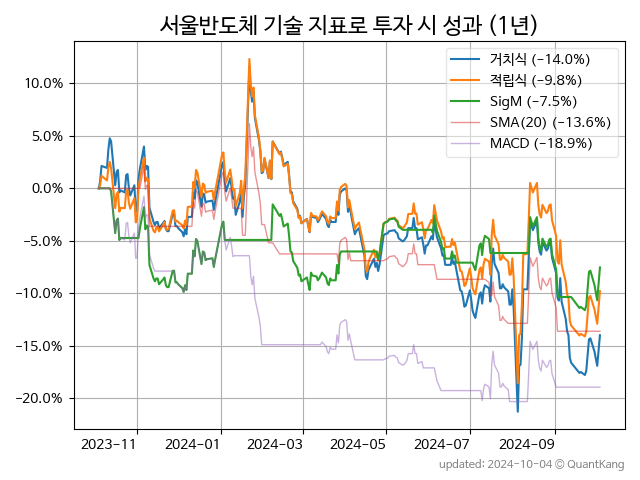 서울반도체 기술 지표로 투자 시 성과 (1년)
거치식 (−14.0%)
적립식 (−9.8%)
SigM (−7.5%)
SMA(20) (−13.6%)
MACD (−18.9%)
10.0%
5.0%
0.0%
−5.0%
−10.0%
−15.0%
−20.0%
2023-11 2024-01 2024-03 2024-05 2024-07 2024-09
updated: 2024-10-04 © QuantKang